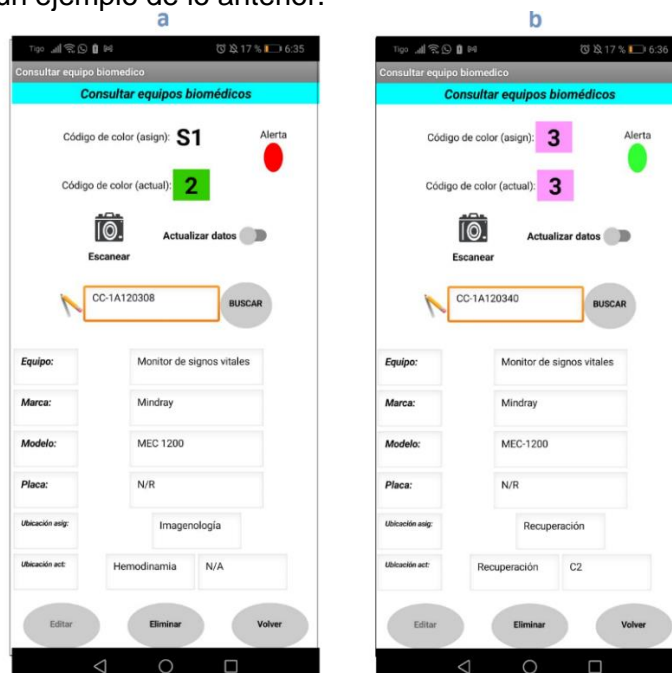 un ejemplo de lo anterior:
a
Tigo 17 % 6:35
Consultar equipo biomedico
Consultar equipos biomédicos
Código de color (asign): S1 Alerta
Código de color (actual): 2
Escanear Actualizar datos
CC-1A120308 BUSCAR
Equipo: Monitor de signos vitales
Marca: Mindray
Modelo: MEC 1200
Placa: N/R
Ubicación asig: Imagenología
Ubicación act: Hemodinamia N/A
Editar Eliminar Volver
b
Tigo 17 % 6:36
Consultar equipo biomedico
Consultar equipos biomédicos
Código de color (asign): 3 Alerta
Código de color (actual): 3
Escanear Actualizar datos
CC-1A120340 BUSCAR
Equipo: Monitor de signos vitales
Marca: Mindray
Modelo: MEC-1200
Placa: N/R
Ubicación asig: Recuperación
Ubicación act: Recuperación C2
Editar Eliminar Volver